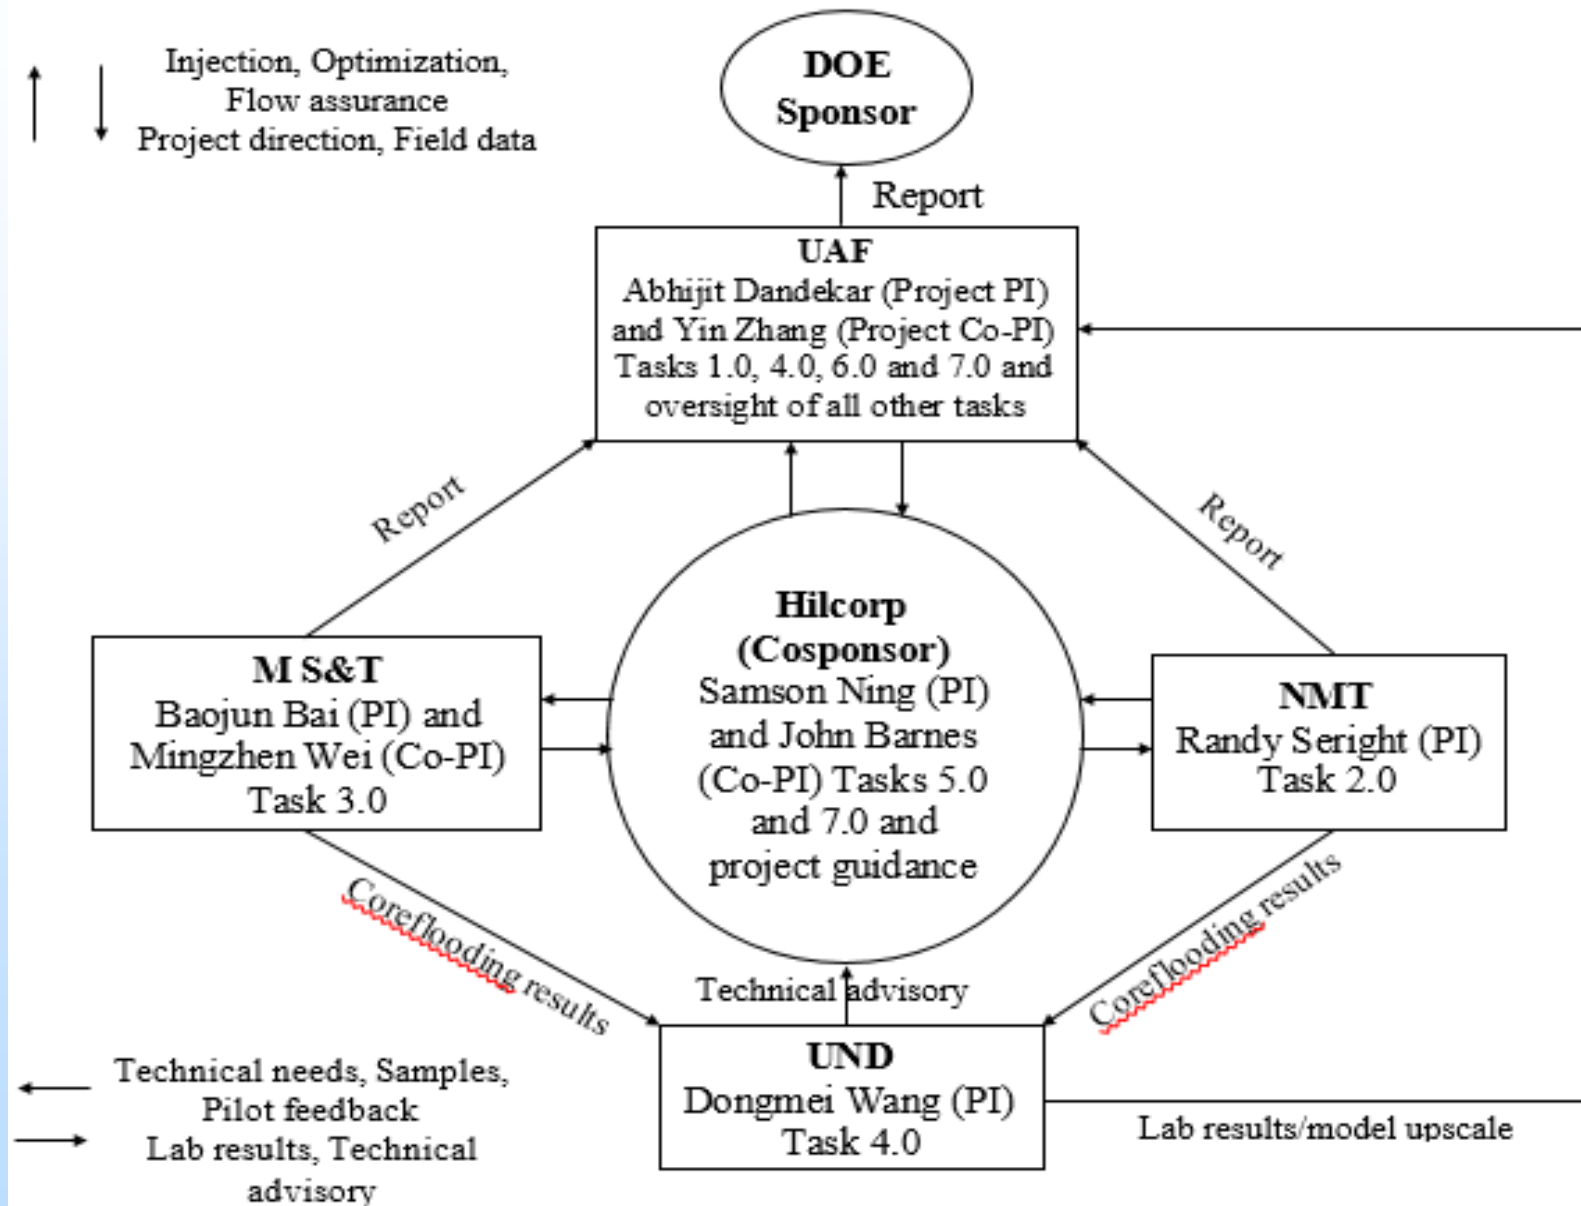 Injection, Optimization,
Flow assurance
Project direction, Field data
DOE
Sponsor
Report
UAF
Abhijit Dandekar (Project PI)
and Yin Zhang (Project Co-PI)
Tasks 1.0, 4.0, 6.0 and 7.0 and
oversight of all other tasks
Report
Report
Hilcorp
(Cosponsor)
Samson Ning (PI)
and John Barnes
(Co-PI) Tasks 5.0
and 7.0 and
project guidance
M S&T
Baojun Bai (PI) and
Mingzhen Wei (Co-PI)
Task 3.0
NMT
Randy Seright (PI)
Task 2.0
Coreflooding results
Coreflooding results
Technical advisory
UND
Dongmei Wang (PI)
Task 4.0
Technical needs, Samples,
Pilot feedback
Lab results, Technical
advisory
Lab results/model upscale